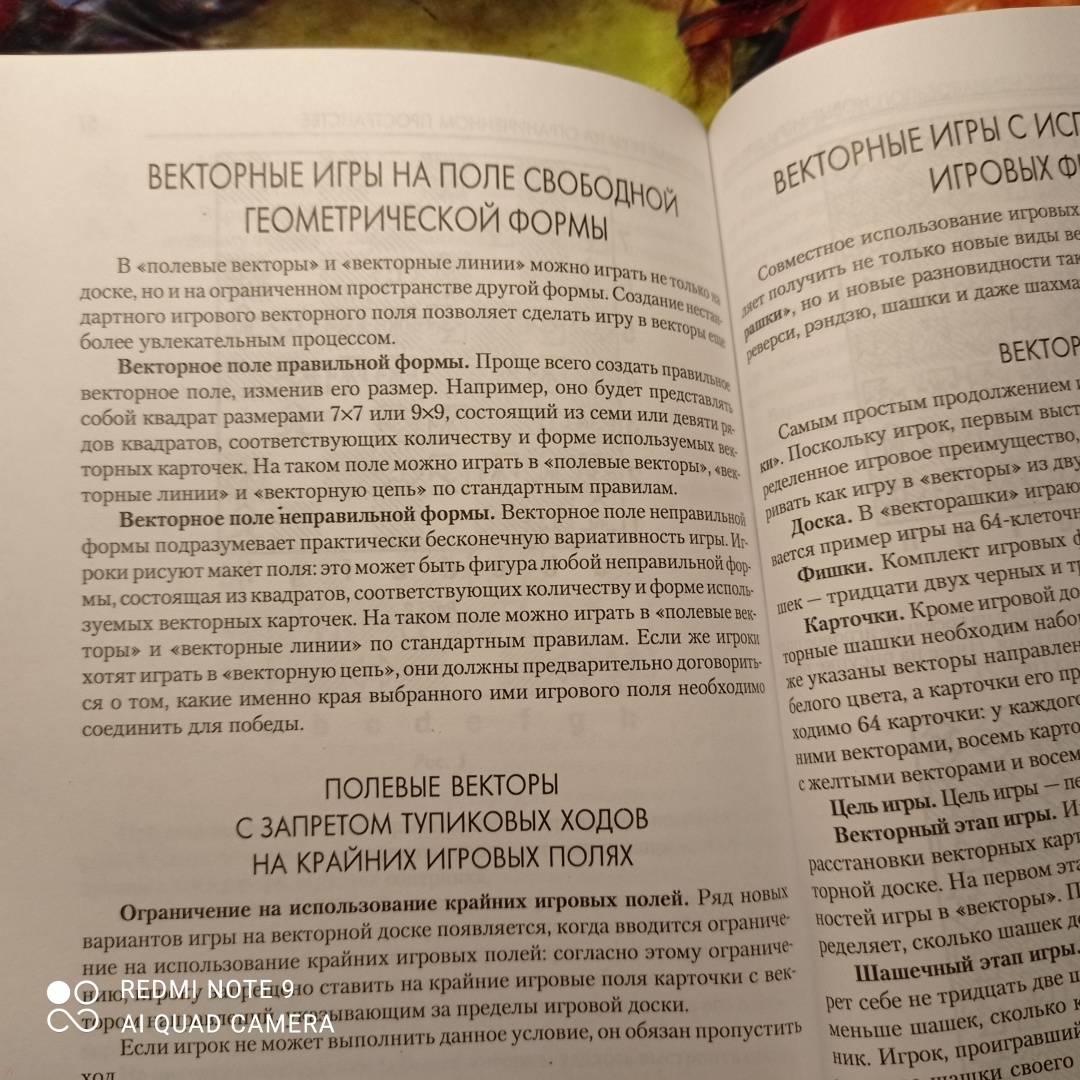 ВЕКТОРНЫЕ ИГРЫ НА ПОЛЕ СВОБОДНОЙ
ГЕОМЕТРИЧЕСКОЙ ФОРМЫ
В «полевые векторы» и «векторные линии» можно играть не только на
доске, но и на ограниченном пространстве другой формы. Создание нестан-
дартного игрового векторного поля позволяет сделать игру в векторы еще
более увлекательным процессом.
Векторное поле правильной формы. Проще всего создать правильное
векторное поле, изменив его размер. Например, оно будет представлять
собой квадрат размерами 7×7 или 9×9, состоящий из семи или девяти ря-
дов квадратов, соответствующих количеству и форме используемых век-
торных карточек. На таком поле можно играть в «полевые векторы», «век-
торные линии» и «векторную цепь» по стандартным правилам.
Векторное поле неправильной формы. Векторное поле неправильной
формы подразумевает практически бесконечную вариативность игры. Иг-
роки рисуют макет поля: это может быть фигура любой неправильной фор-
мы, состоящая из квадратов, соответствующих количеству и форме исполь-
зуемых векторных карточек. На таком поле можно играть в «полевые век-
торы» и «векторные линии» по стандартным правилам. Если же игроки
хотят играть в «векторную цепь», они должны предварительно договорить-
ся о том, какие именно края выбранного ими игрового поля необходимо
соединить для победы.
ПОЛЕВЫЕ ВЕКТОРЫ
С ЗАПРЕТОМ ТУПИКОВЫХ ХОДОВ
НА КРАЙНИХ ИГРОВЫХ ПОЛЯХ
Ограничение на использование крайних игровых полей. Ряд новых
вариантов игры на векторной доске появляется, когда вводится ограниче-
ние на использование крайних игровых полей: согласно этому ограниче-
нию, игроку запрещено ставить на крайние игровые поля карточки с век-
тором направления, указывающим за пределы игровой доски.
Если игрок не может выполнить данное условие, он обязан пропустить
ход.
ВЕКТОРНЫЕ ИГРЫ С ИСП
ИГРОВЫХ Ф
Совместное использование игровых
ляет получить не только новые виды ве
рашки», но и новые разновидности так
реверси, рэндзю, шашки и даже шахма
ВЕКТОР
Самым простым продолжением и
ки». Поскольку игрок, первым выст
ределенное игровое преимущество,
ривать как игру в «векторы» из дву
Доска. В «векторашки» играют
вается пример игры на 64-клеточн
Фишки. Комплект игровых ф
шек — тридцати двух черных и тр
Карточки. Кроме игровой до
торные шашки необходим набо
же указаны векторы направлен
белого цвета, а карточки его пр
ходимо 64 карточки: у каждого
ними векторами, восемь карто
с желтыми векторами и восем
Цель игры. Цель игры — пе
Векторный этап игры. И
расстановки векторных карт
торной доске. На первом эта
ностей игры в «векторы». П
ределяет, сколько шашек до
Шашечный этап игры.
рет себе не тридцать две ш
меньше шашек, сколько к
ник. Игрок, проигравший
шашки своего
REDMI NOTE 9
AI QUAD CAMERA